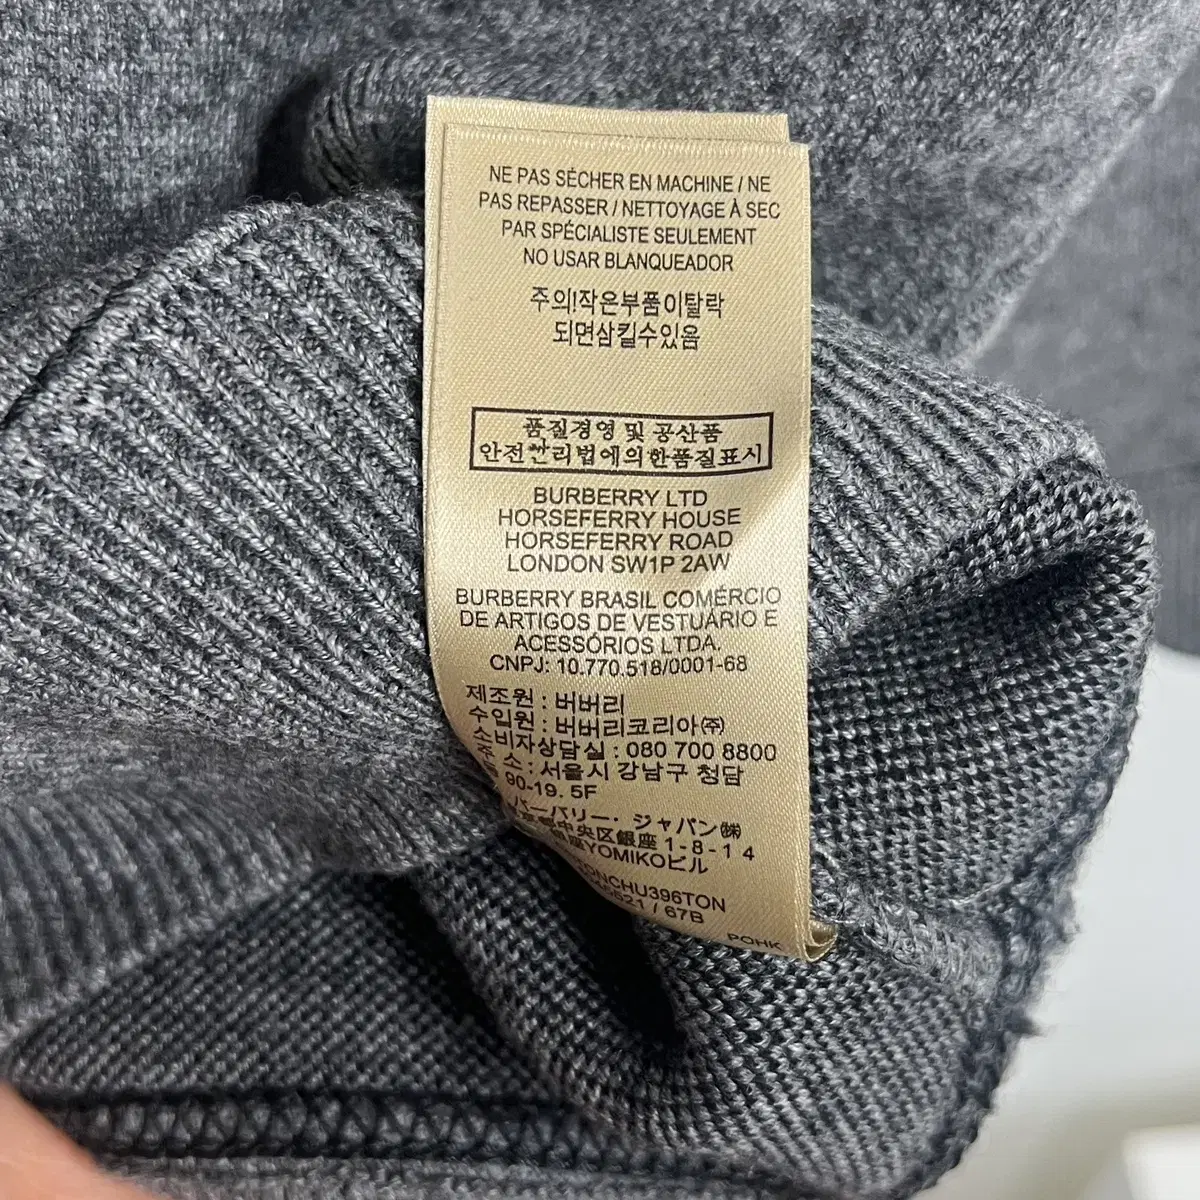 NE PAS SÉCHER EN MACHINE / NE
PAS REPASSER / NETTOYAGE À SEC
PAR SPÉCIALISTE SEULEMENT
NO USAR BLANQUEADOR
주의!작은부품이탈락
되면삼킬수있음
품질경영 및 공산품
안전관리법에의한품질표시
BURBERRY LTD
HORSEFERRY HOUSE
HORSEFERRY ROAD
LONDON SW1P 2AW
BURBERRY BRASIL COMÉRCIO
DE ARTIGOS DE VESTUÁRIO E
ACESSÓRIOS LTDA.
CNPJ: 10.770.518/0001-68
제조원 : 버버리
수입원 : 버버리코리아㈜
소비자상담실 : 080 700 8800
주 소 : 서울시 강남구 청담
90-19. 5F
バーバリー・ジャパン㈱
京都中央区銀座 1-8-14
銀座YOMIKOビル
ONCHU396TON
/ 67B
POHK